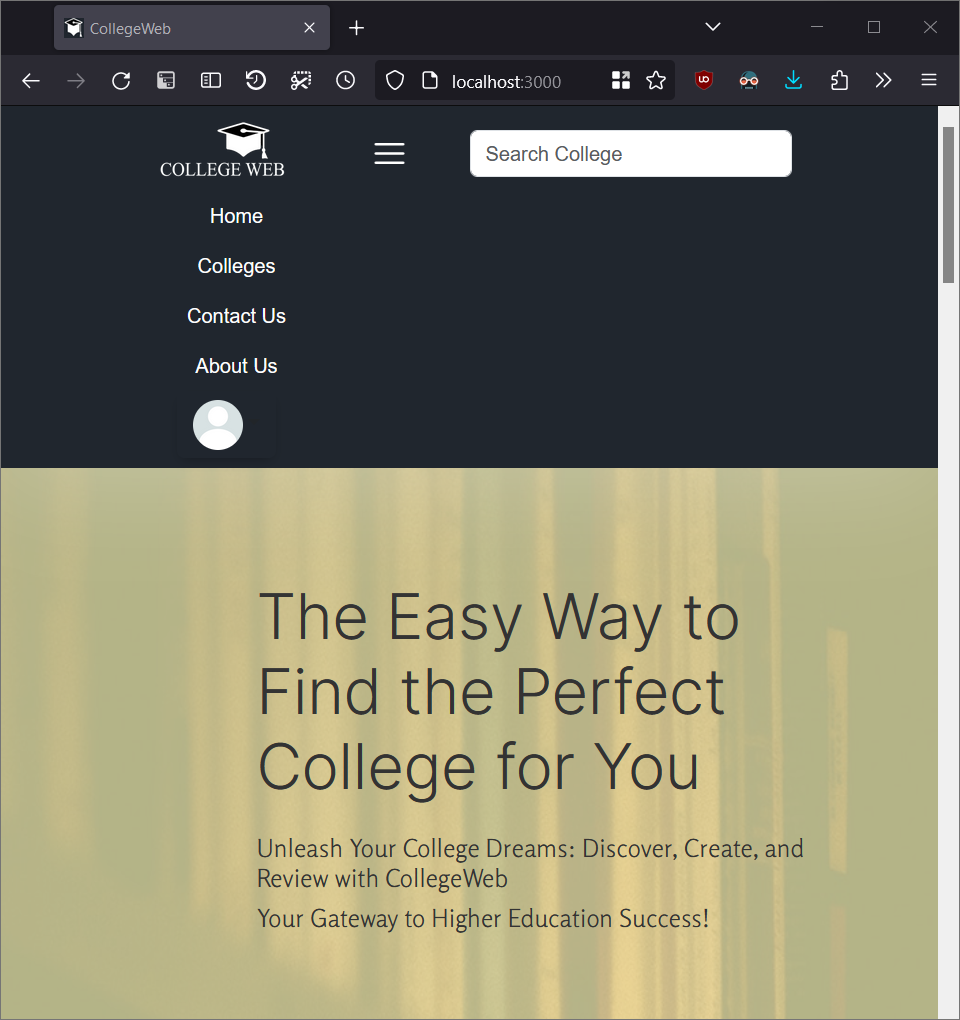 CollegeWeb
localhost:3000
COLLEGE WEB
Search College
Home
Colleges
Contact Us
About Us
The Easy Way to
Find the Perfect
College for You
Unleash Your College Dreams: Discover, Create, and
Review with CollegeWeb
Your Gateway to Higher Education Success!